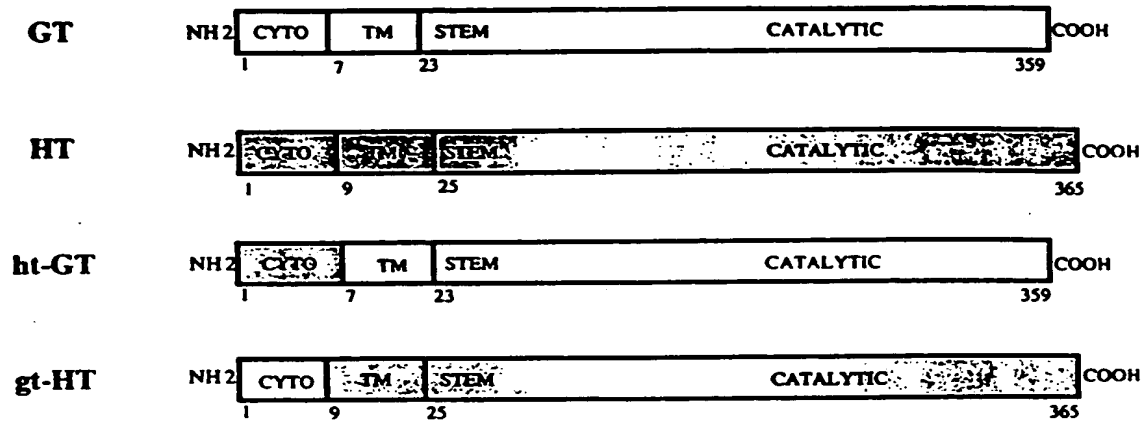 GT NH2 CYTO TM STEM CATALYTIC COOH
1 7 23 359
HT NH2 CYTO TM STEM CATALYTIC COOH
1 9 25 365
ht-GT NH2 CYTO TM STEM CATALYTIC COOH
1 7 23 359
gt-HT NH2 CYTO TM STEM CATALYTIC COOH
1 9 25 365